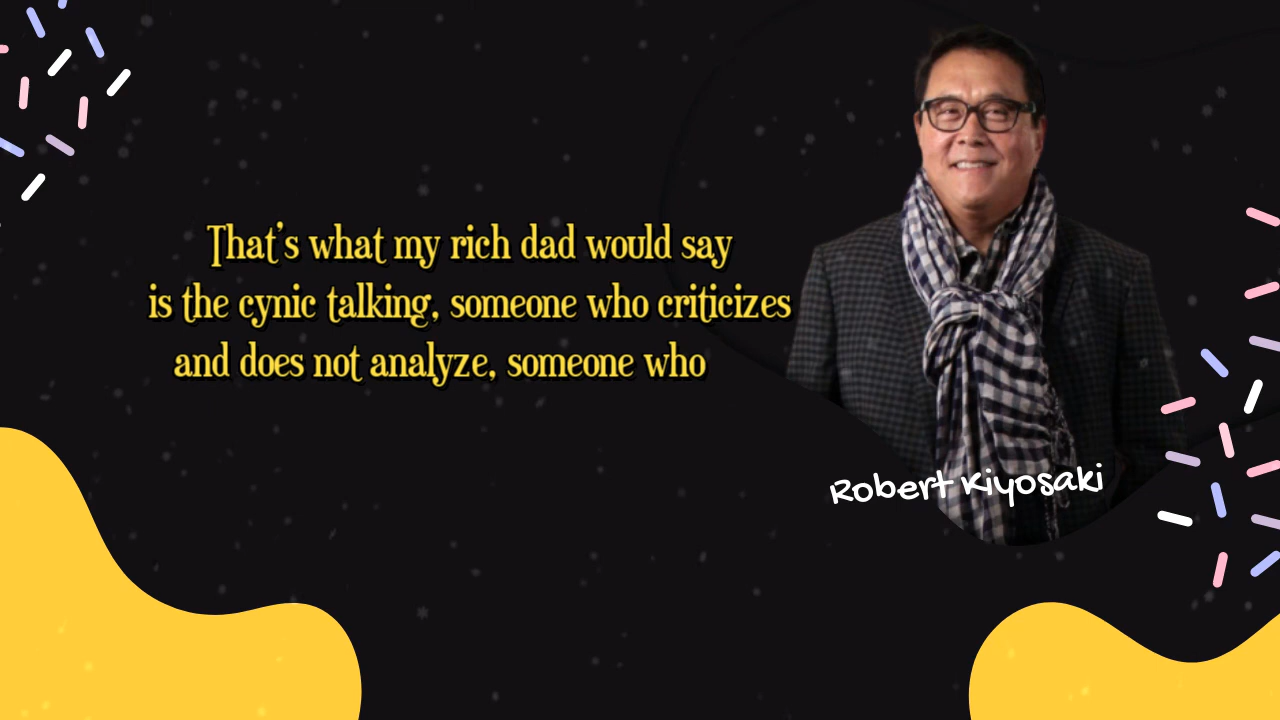 That's what my rich dad would say
is the cynic talking, someone who criticizes
and does not analyze, someone who
Robert Kiyosaki